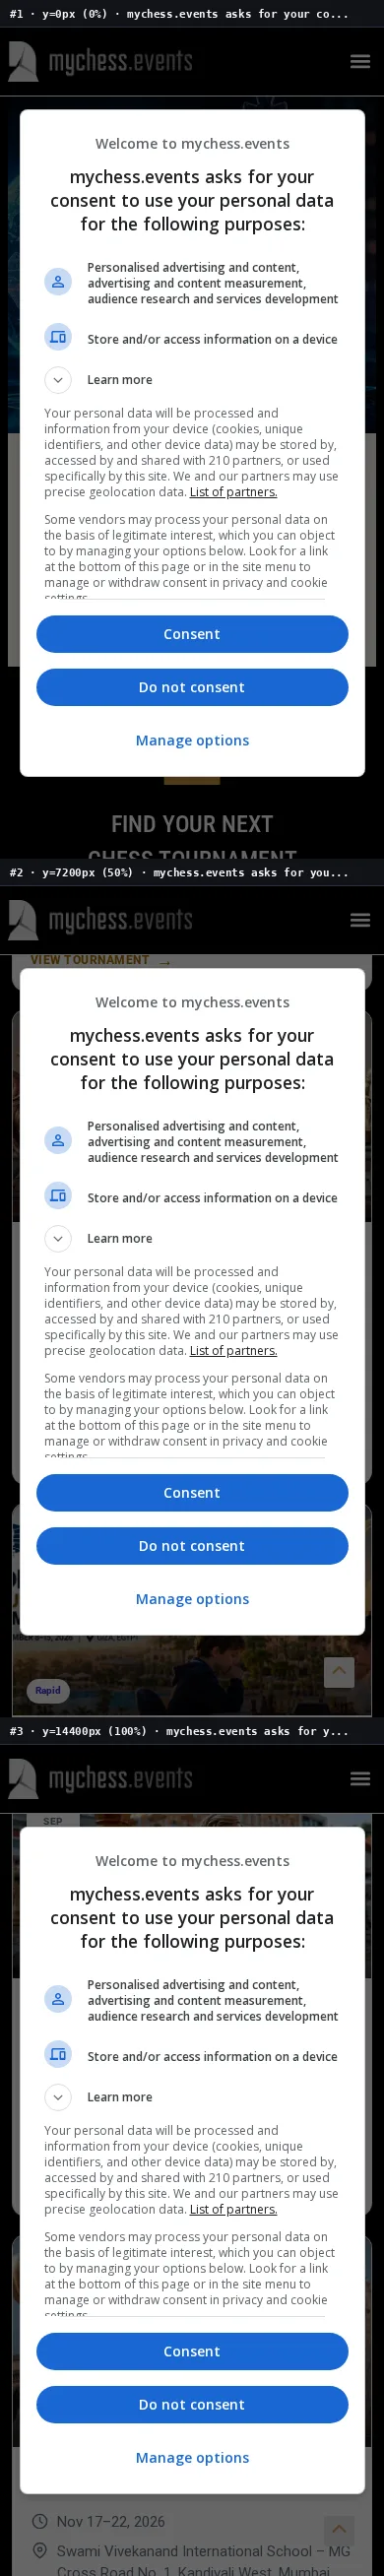 #1 · y=0px (0%) · mychess.events asks for your co...
mychess.events
Welcome to mychess.events
mychess.events asks for your
consent to use your personal data
for the following purposes:
Personalised advertising and content,
advertising and content measurement,
audience research and services development
Store and/or access information on a device
Learn more
Your personal data will be processed and
information from your device (cookies, unique
identifiers, and other device data) may be stored by,
accessed by and shared with 210 partners, or used
specifically by this site. We and our partners may use
precise geolocation data. List of partners.
Some vendors may process your personal data on
the basis of legitimate interest, which you can object
to by managing your options below. Look for a link
at the bottom of this page or in the site menu to
manage or withdraw consent in privacy and cookie
settings.
Consent
Do not consent
Manage options
FIND YOUR NEXT
CHESS TOURNAMENT
#2 · y=7200px (50%) · mychess.events asks for you...
mychess.events
VIEW TOURNAMENT →
Welcome to mychess.events
mychess.events asks for your
consent to use your personal data
for the following purposes:
Personalised advertising and content,
advertising and content measurement,
audience research and services development
Store and/or access information on a device
Learn more
Your personal data will be processed and
information from your device (cookies, unique
identifiers, and other device data) may be stored by,
accessed by and shared with 210 partners, or used
specifically by this site. We and our partners may use
precise geolocation data. List of partners.
Some vendors may process your personal data on
the basis of legitimate interest, which you can object
to by managing your options below. Look for a link
at the bottom of this page or in the site menu to
manage or withdraw consent in privacy and cookie
settings.
Consent
Do not consent
Manage options
Rapid
#3 · y=14400px (100%) · mychess.events asks for y...
mychess.events
SEP
Welcome to mychess.events
mychess.events asks for your
consent to use your personal data
for the following purposes:
Personalised advertising and content,
advertising and content measurement,
audience research and services development
Store and/or access information on a device
Learn more
Your personal data will be processed and
information from your device (cookies, unique
identifiers, and other device data) may be stored by,
accessed by and shared with 210 partners, or used
specifically by this site. We and our partners may use
precise geolocation data. List of partners.
Some vendors may process your personal data on
the basis of legitimate interest, which you can object
to by managing your options below. Look for a link
at the bottom of this page or in the site menu to
manage or withdraw consent in privacy and cookie
settings.
Consent
Do not consent
Manage options
Nov 17–22, 2026
Swami Vivekanand International School – MG
Cross Road No. 1, Kandivali West, Mumbai